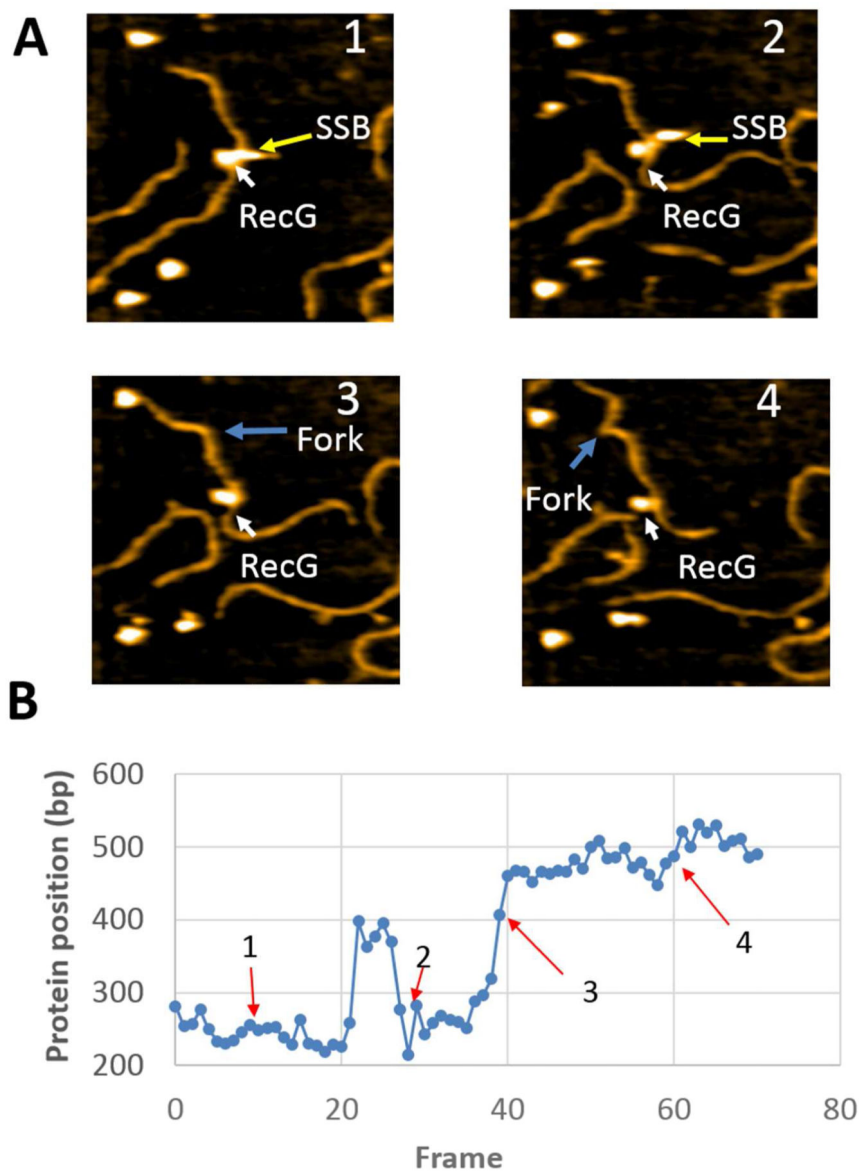 A
1
SSB
RecG
2
SSB
RecG
3
Fork
RecG
4
Fork
RecG
B
Protein position (bp)
600
500
400
300
200
1
2
3
4
0 20 40 60 80
Frame